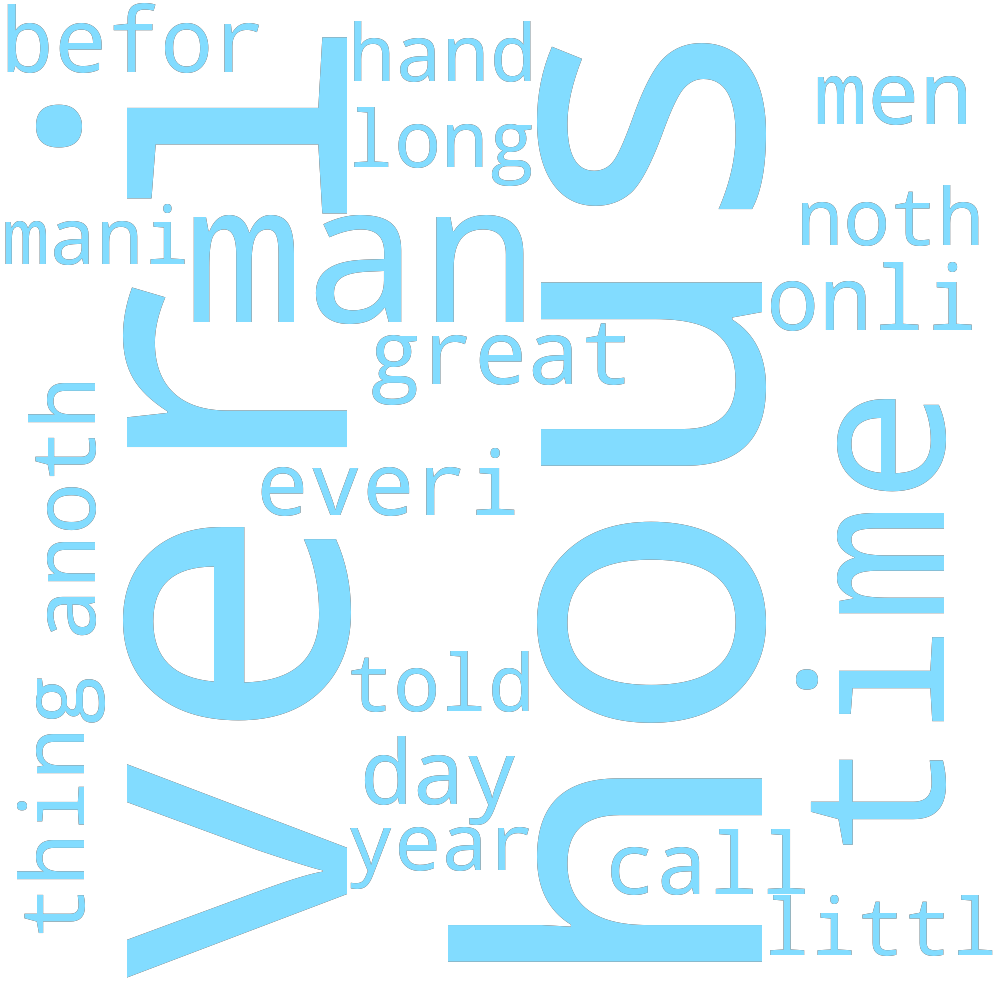 befor
hand
men
long
mani
man
noth
onli
great
everi
veri
hous
time
anoth
thing
told
day
year
call
littl